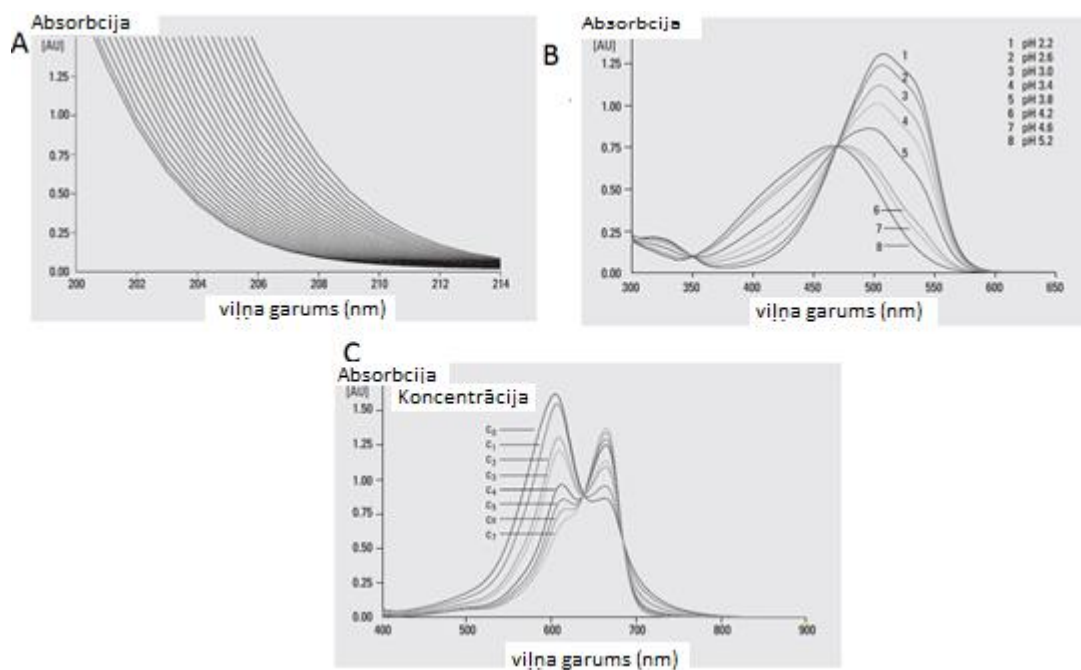 A
Absorbcija
[AU]
1.25
1.00
0.75
0.50
0.25
0.00
200 202 204 206 208 210 212 214
viļņa garums (nm)
B
Absorbcija
[AU]
1.25
1.00
0.75
0.50
0.25
0.00
1
2
3
4
5
6
7
8
1 pH 2.2
2 pH 2.6
3 pH 3.0
4 pH 3.4
5 pH 3.8
6 pH 4.2
7 pH 4.6
8 pH 5.2
300 350 400 450 500 550 600 650
viļņa garums (nm)
C
Absorbcija
[AU]
Koncentrācija
1.50
1.25
1.00
0.75
0.50
0.25
0.00
c0
c1
c2
c3
c4
c5
c7
400 500 600 700 800 900
viļņa garums (nm)